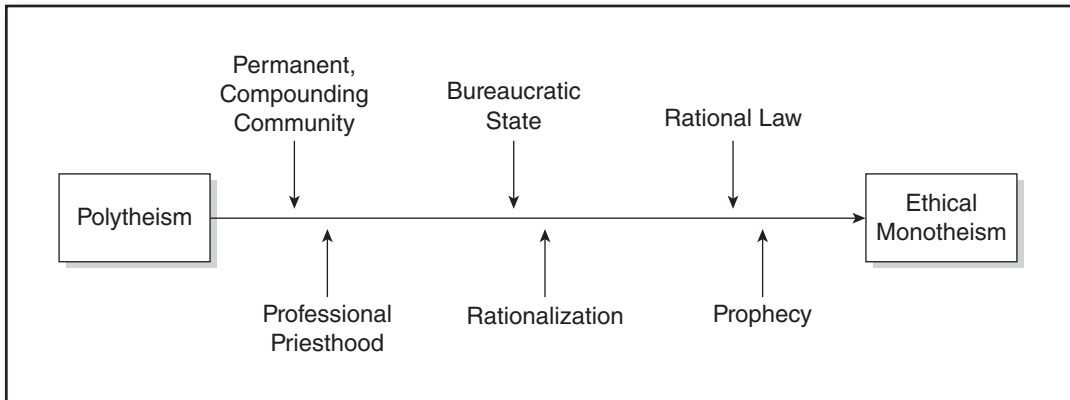 Permanent,
Compounding
Community
Bureaucratic
State
Rational Law
Polytheism
Ethical
Monotheism
Professional
Priesthood
Rationalization
Prophecy